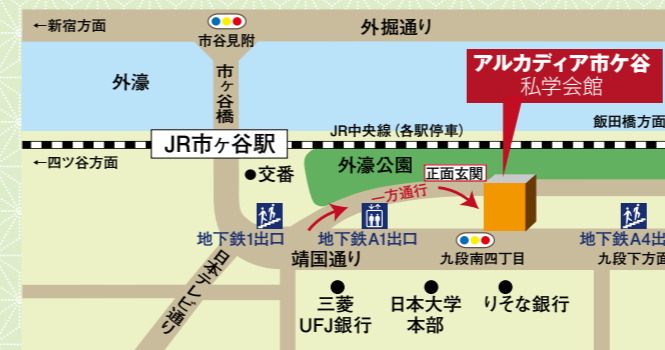 ←新宿方面
外掘通り
市谷見附
アルカディア市ケ谷
私学会館
外濠
市ヶ谷橋
JR中央線(各駅停車)
飯田橋方面
JR市ヶ谷駅
←四ツ谷方面
外濠公園
正面玄関
●交番
一方通行
地下鉄1出口
地下鉄A1出口
地下鉄A4出
靖国通り
九段南四丁目
九段下方面
日本テレビ通り
三菱
UFJ銀行
日本大学
本部
りそな銀行